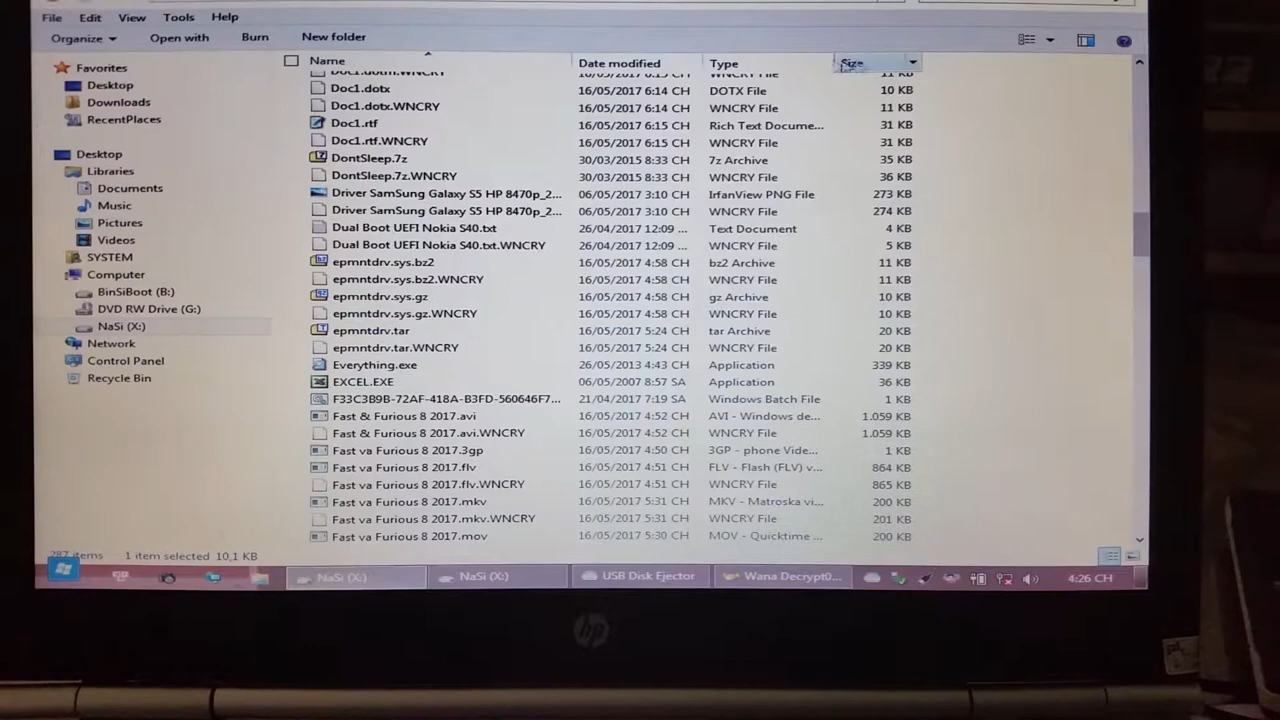 File Edit View Tools Help
Organize Open with Burn New folder
Name Date modified Type Size
Favorites
Desktop
Downloads
RecentPlaces
Desktop
Libraries
Documents
Music
Pictures
Videos
SYSTEM
Computer
BinSiBoot (B:)
DVD RW Drive (G:)
NaSi (X:)
Network
Control Panel
Recycle Bin
Doc1.dotm.WNCRY 16/05/2017 6:15 CH WNCRY File 11 KB
Doc1.dotx 16/05/2017 6:14 CH DOTX File 10 KB
Doc1.dotx.WNCRY 16/05/2017 6:14 CH WNCRY File 11 KB
Doc1.rtf 16/05/2017 6:15 CH Rich Text Docume... 31 KB
Doc1.rtf.WNCRY 16/05/2017 6:15 CH WNCRY File 31 KB
DontSleep.7z 30/03/2015 8:33 CH 7z Archive 35 KB
DontSleep.7z.WNCRY 30/03/2015 8:33 CH WNCRY File 36 KB
Driver SamSung Galaxy S5 HP 8470p_2... 06/05/2017 3:10 CH IrfanView PNG File 273 KB
Driver SamSung Galaxy S5 HP 8470p_2... 06/05/2017 3:10 CH WNCRY File 274 KB
Dual Boot UEFI Nokia S40.txt 26/04/2017 12:09 ... Text Document 4 KB
Dual Boot UEFI Nokia S40.txt.WNCRY 26/04/2017 12:09 ... WNCRY File 5 KB
epmntdrv.sys.bz2 16/05/2017 4:58 CH bz2 Archive 11 KB
epmntdrv.sys.bz2.WNCRY 16/05/2017 4:58 CH WNCRY File 11 KB
epmntdrv.sys.gz 16/05/2017 4:58 CH gz Archive 10 KB
epmntdrv.sys.gz.WNCRY 16/05/2017 4:58 CH WNCRY File 10 KB
epmntdrv.tar 16/05/2017 5:24 CH tar Archive 20 KB
epmntdrv.tar.WNCRY 16/05/2017 5:24 CH WNCRY File 20 KB
Everything.exe 26/05/2013 4:43 CH Application 339 KB
EXCEL.EXE 06/05/2007 8:57 SA Application 36 KB
F33C3B9B-72AF-418A-B3FD-560646F7... 21/04/2017 7:19 SA Windows Batch File 1 KB
Fast & Furious 8 2017.avi 16/05/2017 4:52 CH AVI - Windows de... 1.059 KB
Fast & Furious 8 2017.avi.WNCRY 16/05/2017 4:52 CH WNCRY File 1.059 KB
Fast va Furious 8 2017.3gp 16/05/2017 4:50 CH 3GP - phone Vide... 1 KB
Fast va Furious 8 2017.flv 16/05/2017 4:51 CH FLV - Flash (FLV) v... 864 KB
Fast va Furious 8 2017.flv.WNCRY 16/05/2017 4:51 CH WNCRY File 865 KB
Fast va Furious 8 2017.mkv 16/05/2017 5:31 CH MKV - Matroska vi... 200 KB
Fast va Furious 8 2017.mkv.WNCRY 16/05/2017 5:31 CH WNCRY File 201 KB
Fast va Furious 8 2017.mov 16/05/2017 5:30 CH MOV - Quicktime ... 200 KB
287 items 1 item selected 10,1 KB
NaSi (X:) NaSi (X:) USB Disk Ejector Wana Decrypt0... 4:26 CH
hp